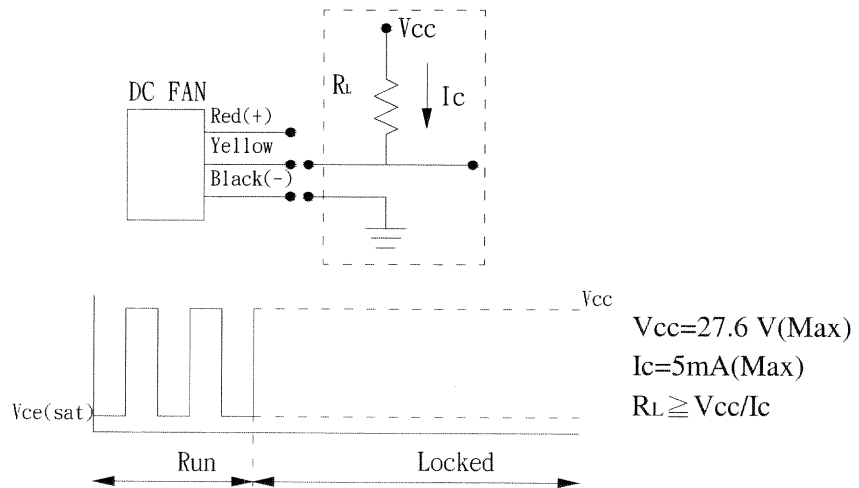 Vcc
DC FAN
RL
Ic
Red(+)
Yellow
Black(-)
Vcc
Vce(sat)
Run
Locked
Vcc=27.6 V(Max)
Ic=5mA(Max)
RL≧Vcc/Ic